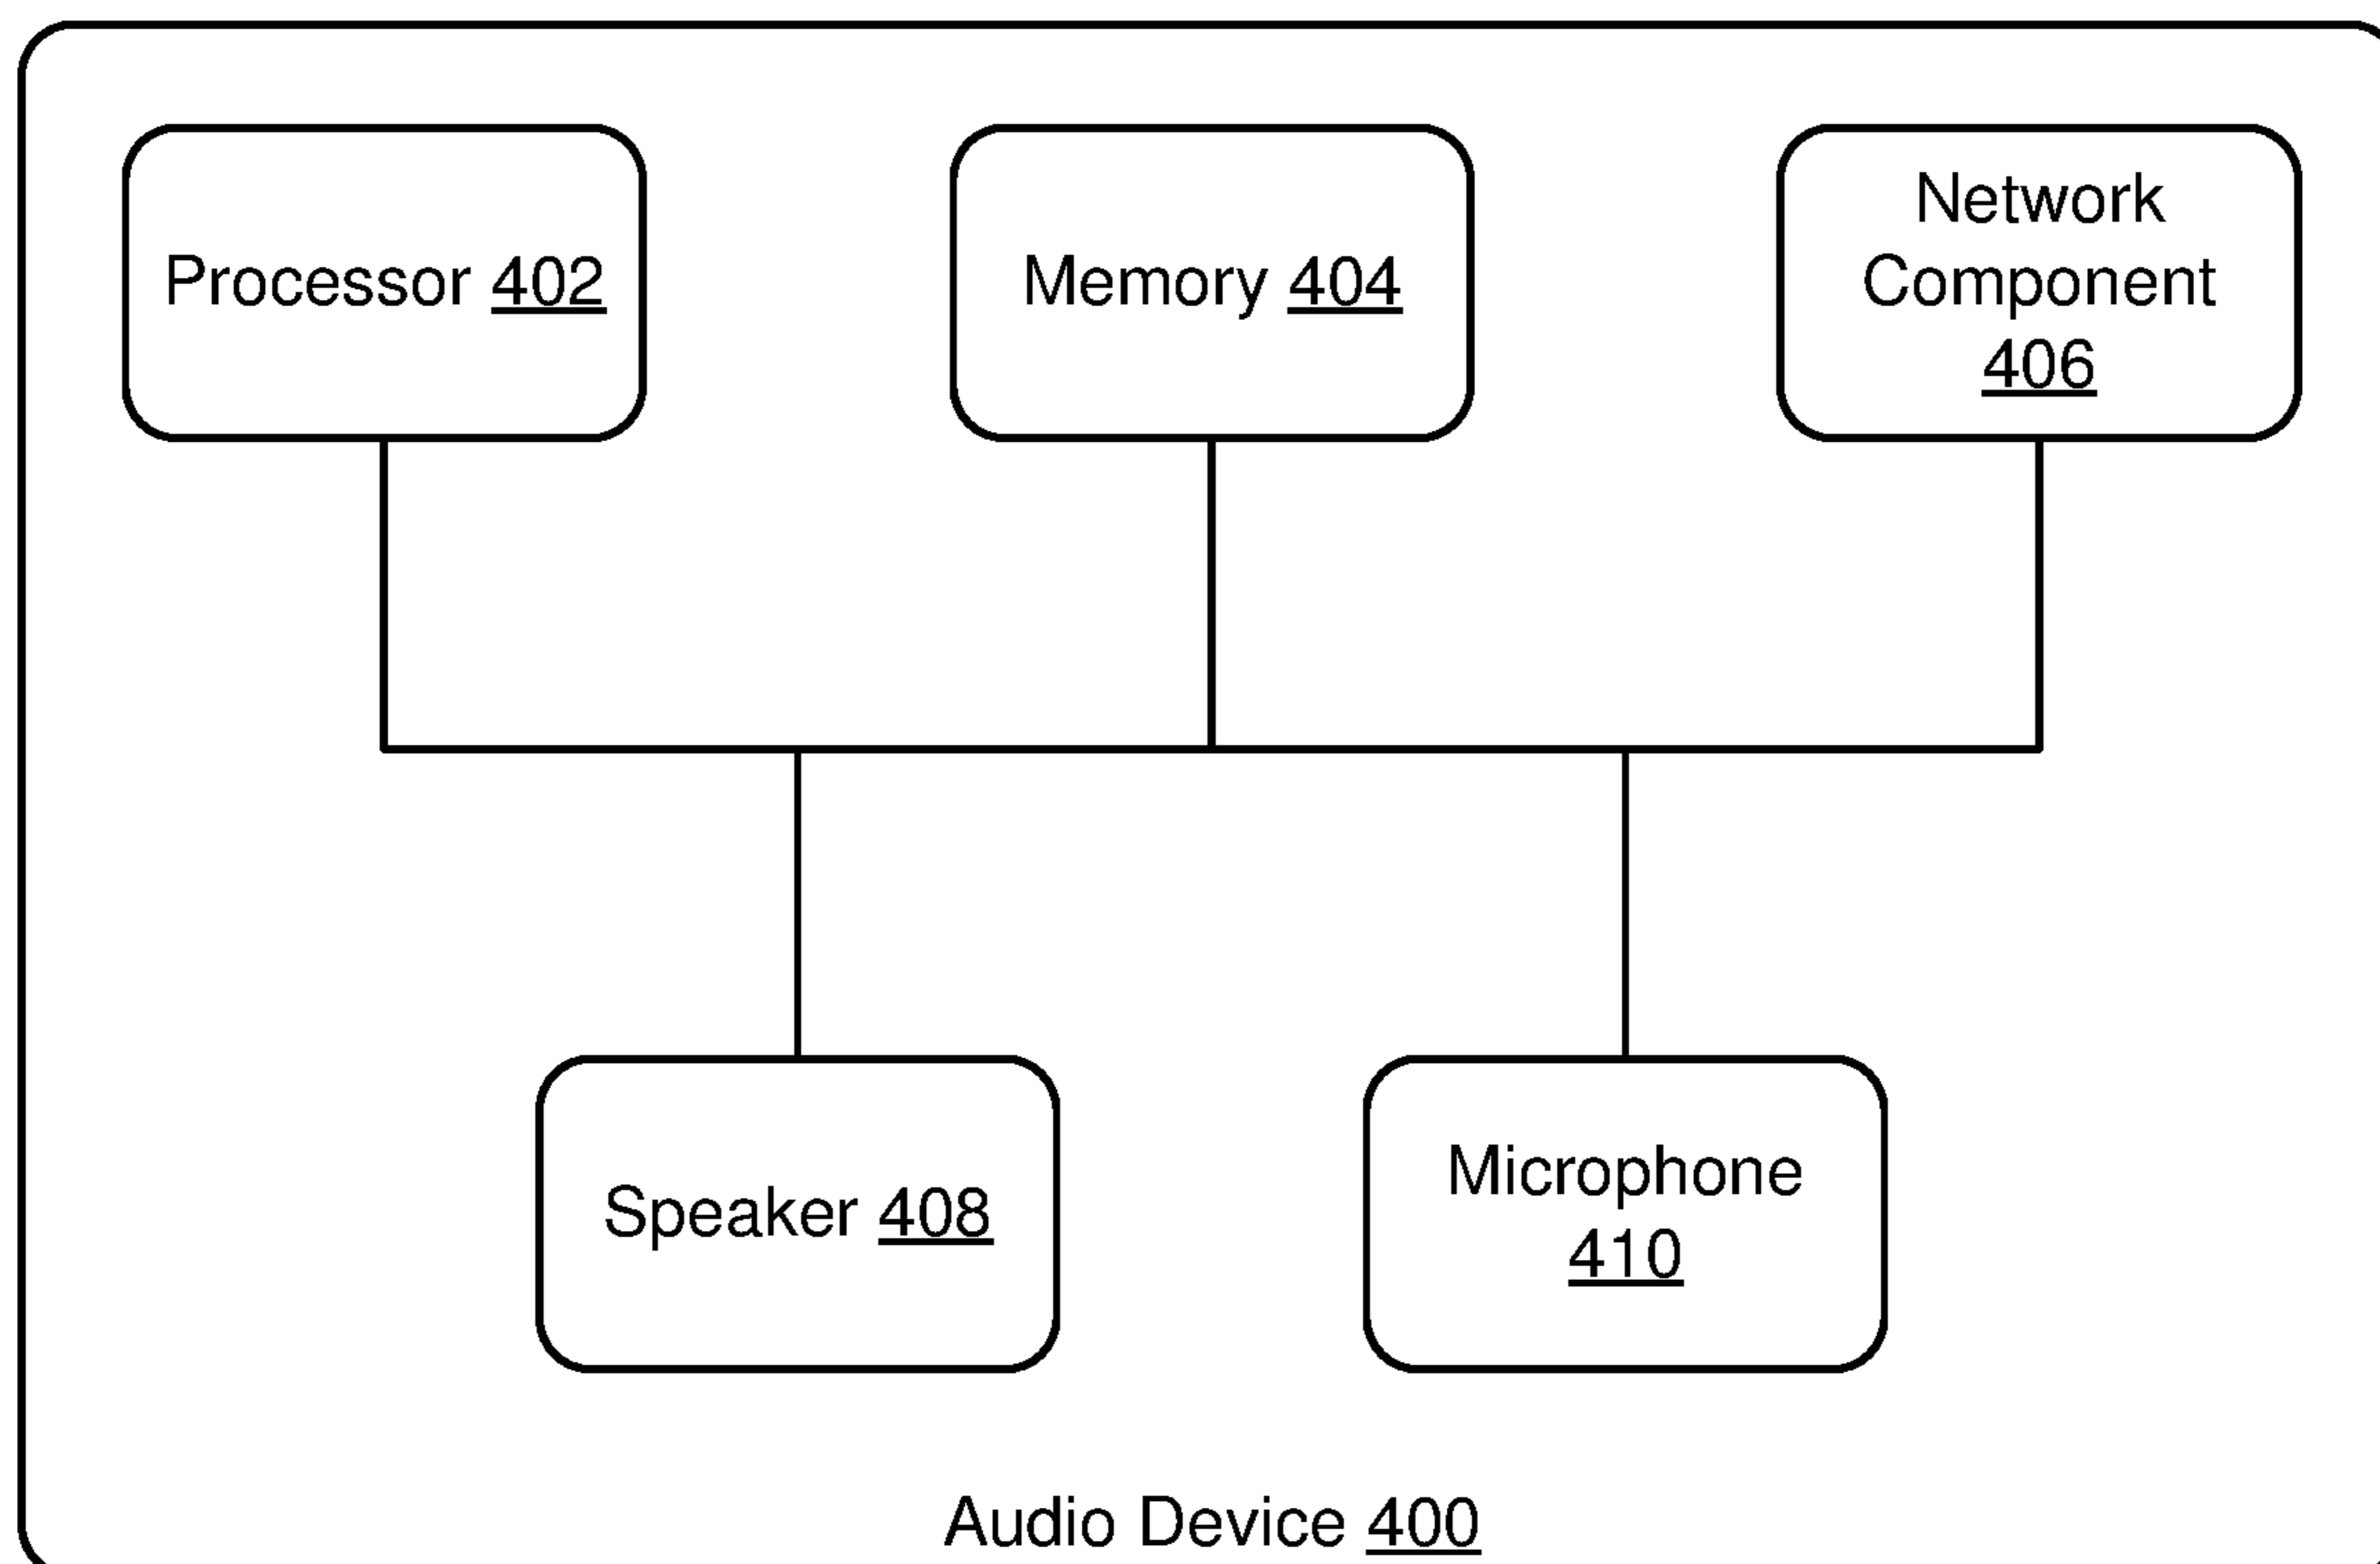 Processor 402
Memory 404
Network
Component
406
Speaker 408
Microphone
410
Audio Device 400